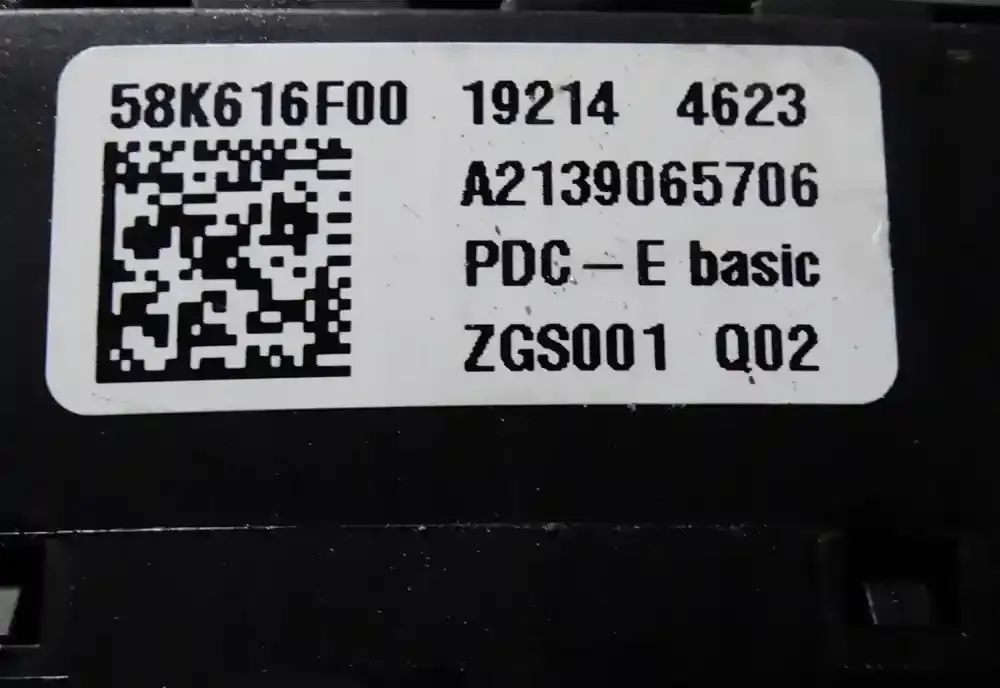 58K616F00 19214 4623
A2139065706
PDC-E basic
ZGS001 Q02